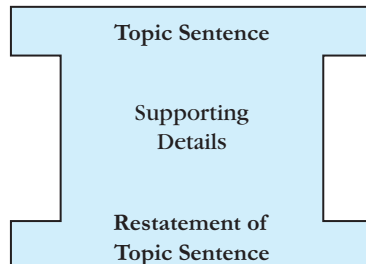 Topic Sentence
Supporting
Details
Restatement of
Topic Sentence